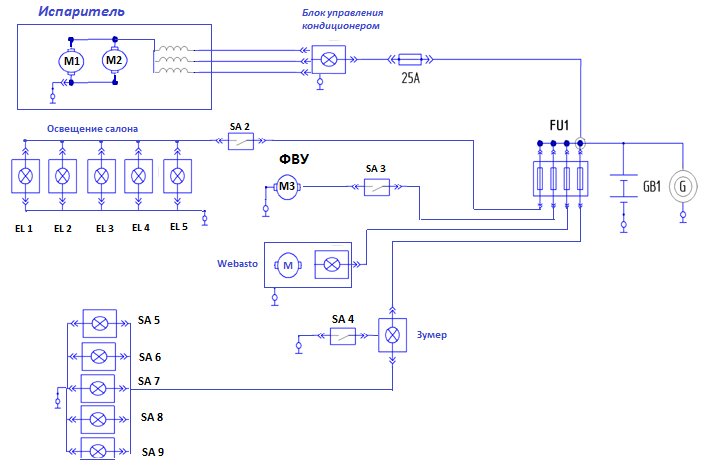 Испаритель
Блок управления
кондиционером
M1
M2
25A
FU1
Освещение салона
SA 2
ФВУ
SA 3
M3
GB1
G
EL 1
EL 2
EL 3
EL 4
EL 5
Webasto
M
SA 4
Зумер
SA 5
SA 6
SA 7
SA 8
SA 9